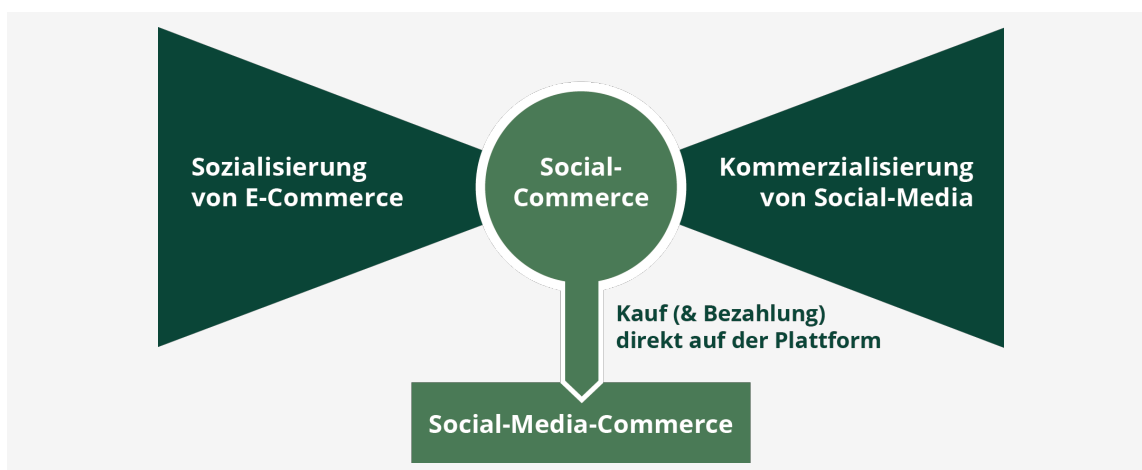 Sozialisierung
von E-Commerce
Social-
Commerce
Kommerzialisierung
von Social-Media
Kauf (& Bezahlung)
direkt auf der Plattform
Social-Media-Commerce